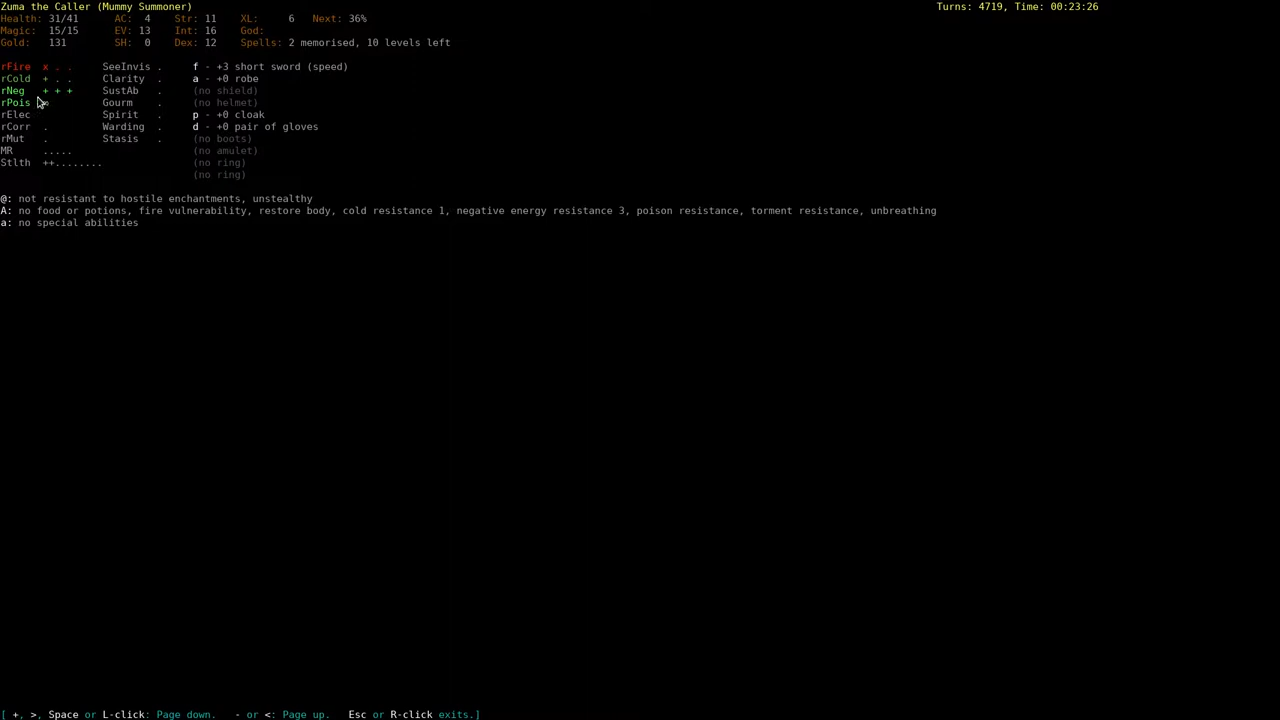 Zuma the Caller (Mummy Summoner) Turns: 4719, Time: 00:23:26
Health: 31/41 AC: 4 Str: 11 XL: 6 Next: 36%
Magic: 15/15 EV: 13 Int: 16 God:
Gold: 131 SH: 0 Dex: 12 Spells: 2 memorised, 10 levels left
rFire x . . SeeInvis . f - +3 short sword (speed)
rCold + . . Clarity . a - +0 robe
rNeg + + + SustAb . (no shield)
rPois Gourm . (no helmet)
rElec Spirit . p - +0 cloak
rCorr . Warding . d - +0 pair of gloves
rMut . Stasis . (no boots)
MR ..... (no amulet)
Stlth ++........ (no ring)
(no ring)
@: not resistant to hostile enchantments, unstealthy
A: no food or potions, fire vulnerability, restore body, cold resistance 1, negative energy resistance 3, poison resistance, torment resistance, unbreathing
a: no special abilities
[ +, >, Space or L-click: Page down. - or <: Page up. Esc or R-click exits.]